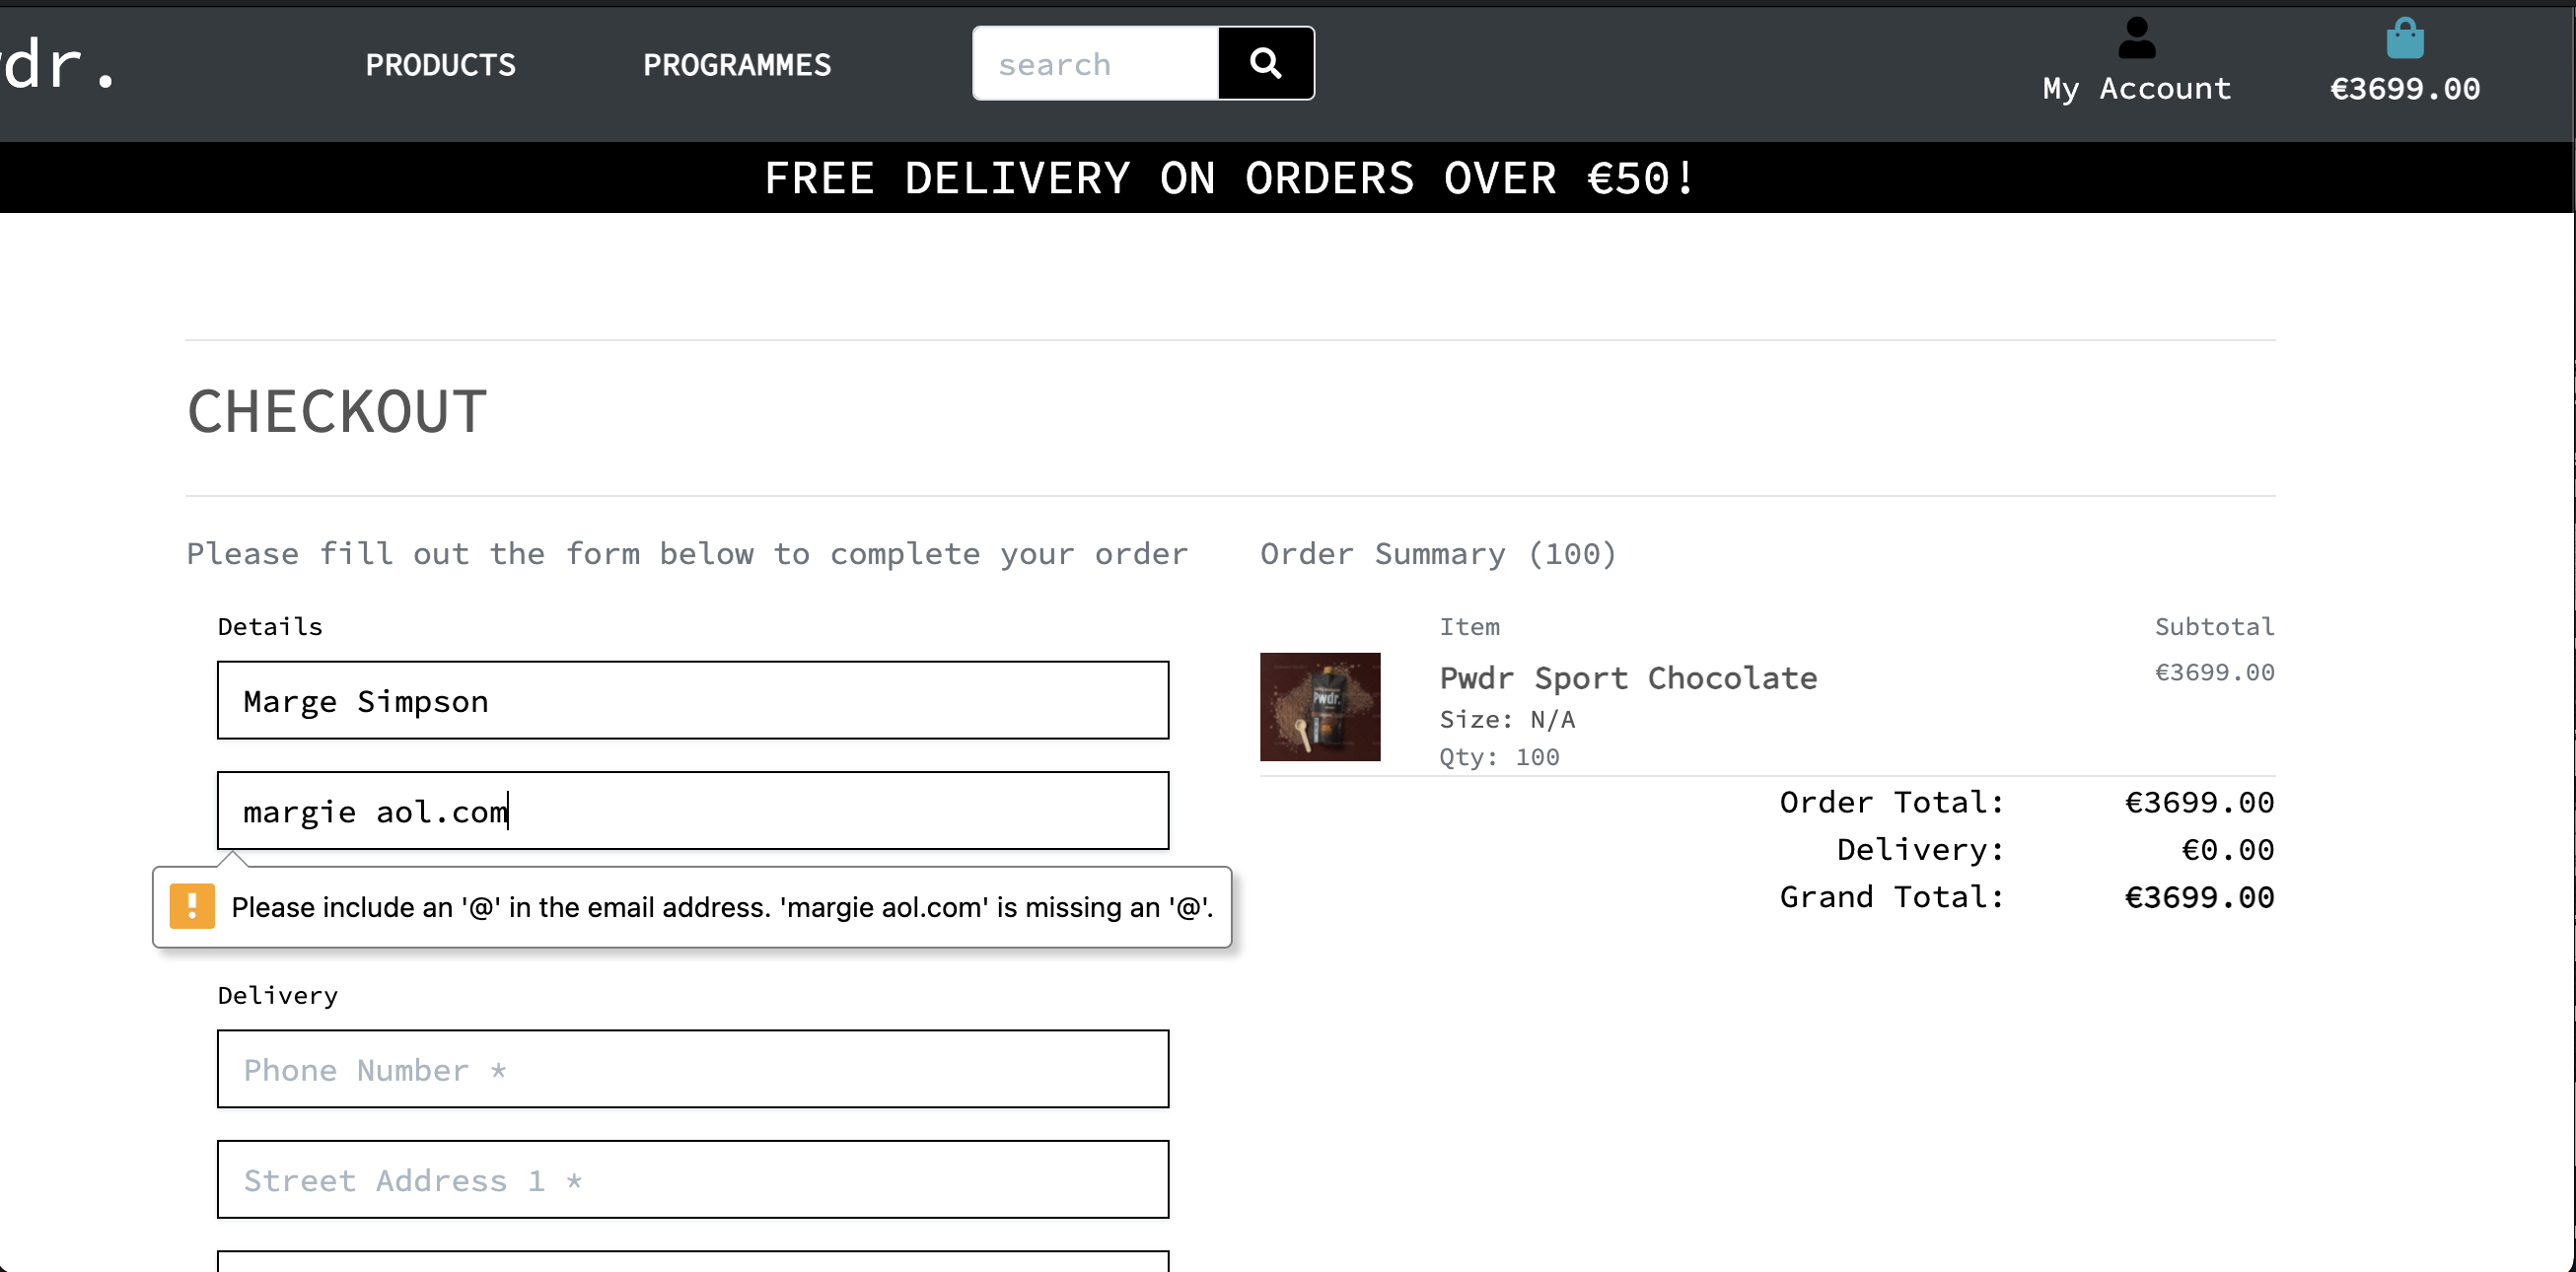 dr.
PRODUCTS
PROGRAMMES
search
My Account
€3699.00
FREE DELIVERY ON ORDERS OVER €50!
CHECKOUT
Please fill out the form below to complete your order
Details
Marge Simpson
margie aol.com
Please include an '@' in the email address. 'margie aol.com' is missing an '@'.
Delivery
Phone Number *
Street Address 1 *
Order Summary (100)
Item Subtotal
Pwdr.
Pwdr Sport Chocolate €3699.00
Size: N/A
Qty: 100
Order Total: €3699.00
Delivery: €0.00
Grand Total: €3699.00